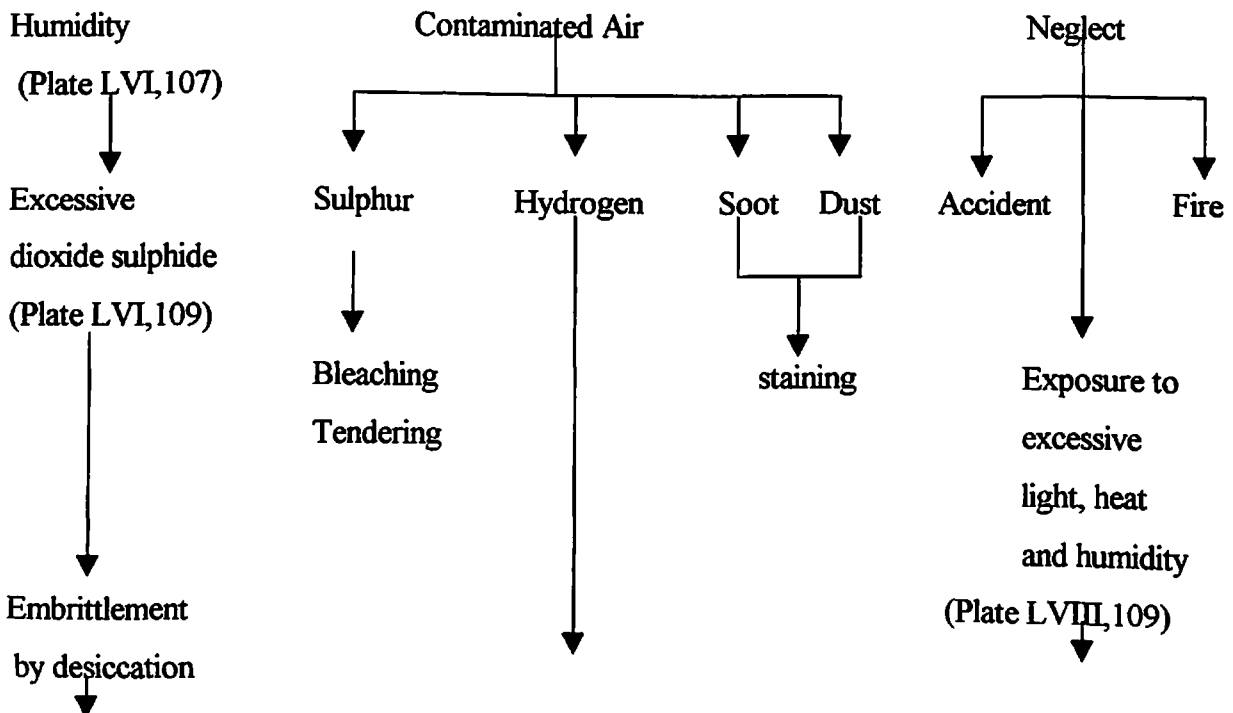 Humidity
(Plate LVI,107)
Contaminated Air
Neglect
Excessive
dioxide sulphide
(Plate LVI,109)
Sulphur
Hydrogen
Soot
Dust
Accident
Fire
Bleaching
Tendering
staining
Exposure to
excessive
light, heat
and humidity
(Plate LVIII,109)
Embrittlement
by desiccation